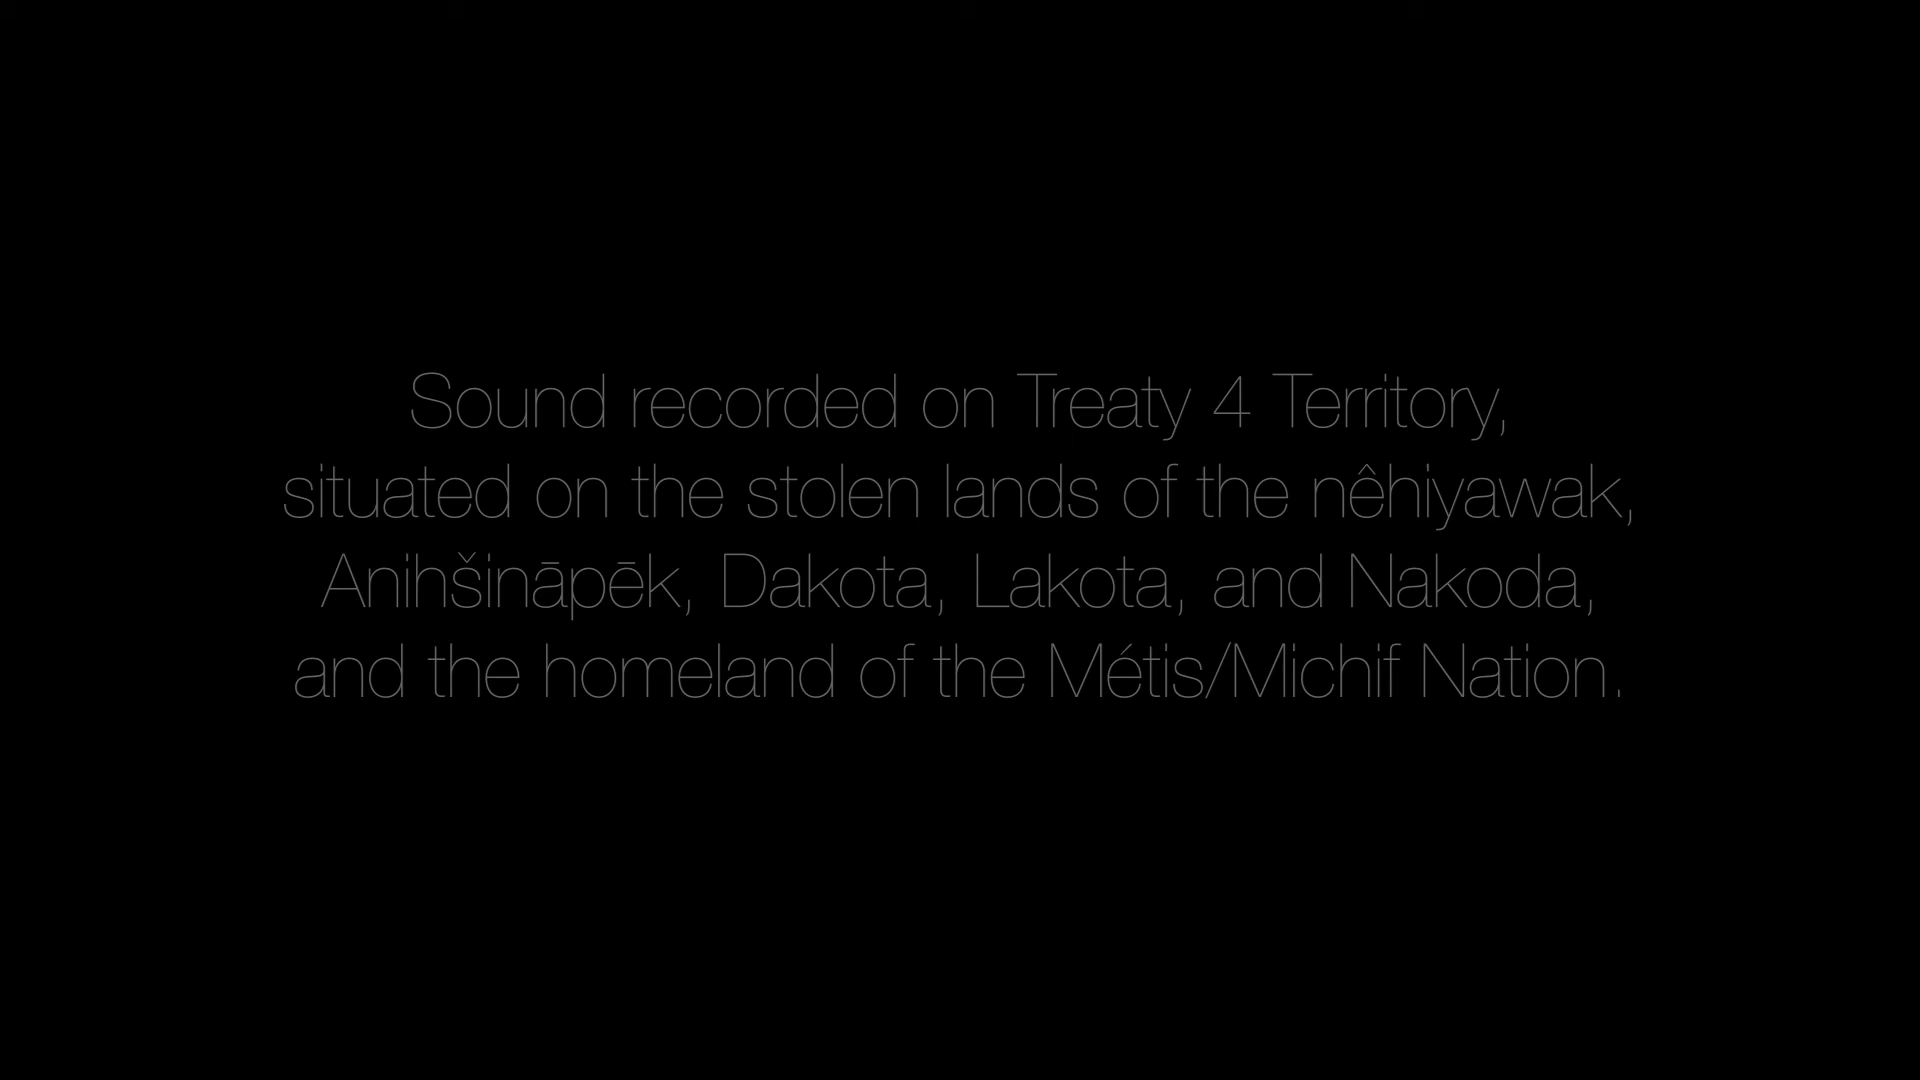 Sound recorded on Treaty 4 Territory,
situated on the stolen lands of the nêhiyawak,
Anihšināpēk, Dakota, Lakota, and Nakoda,
and the homeland of the Métis/Michif Nation.